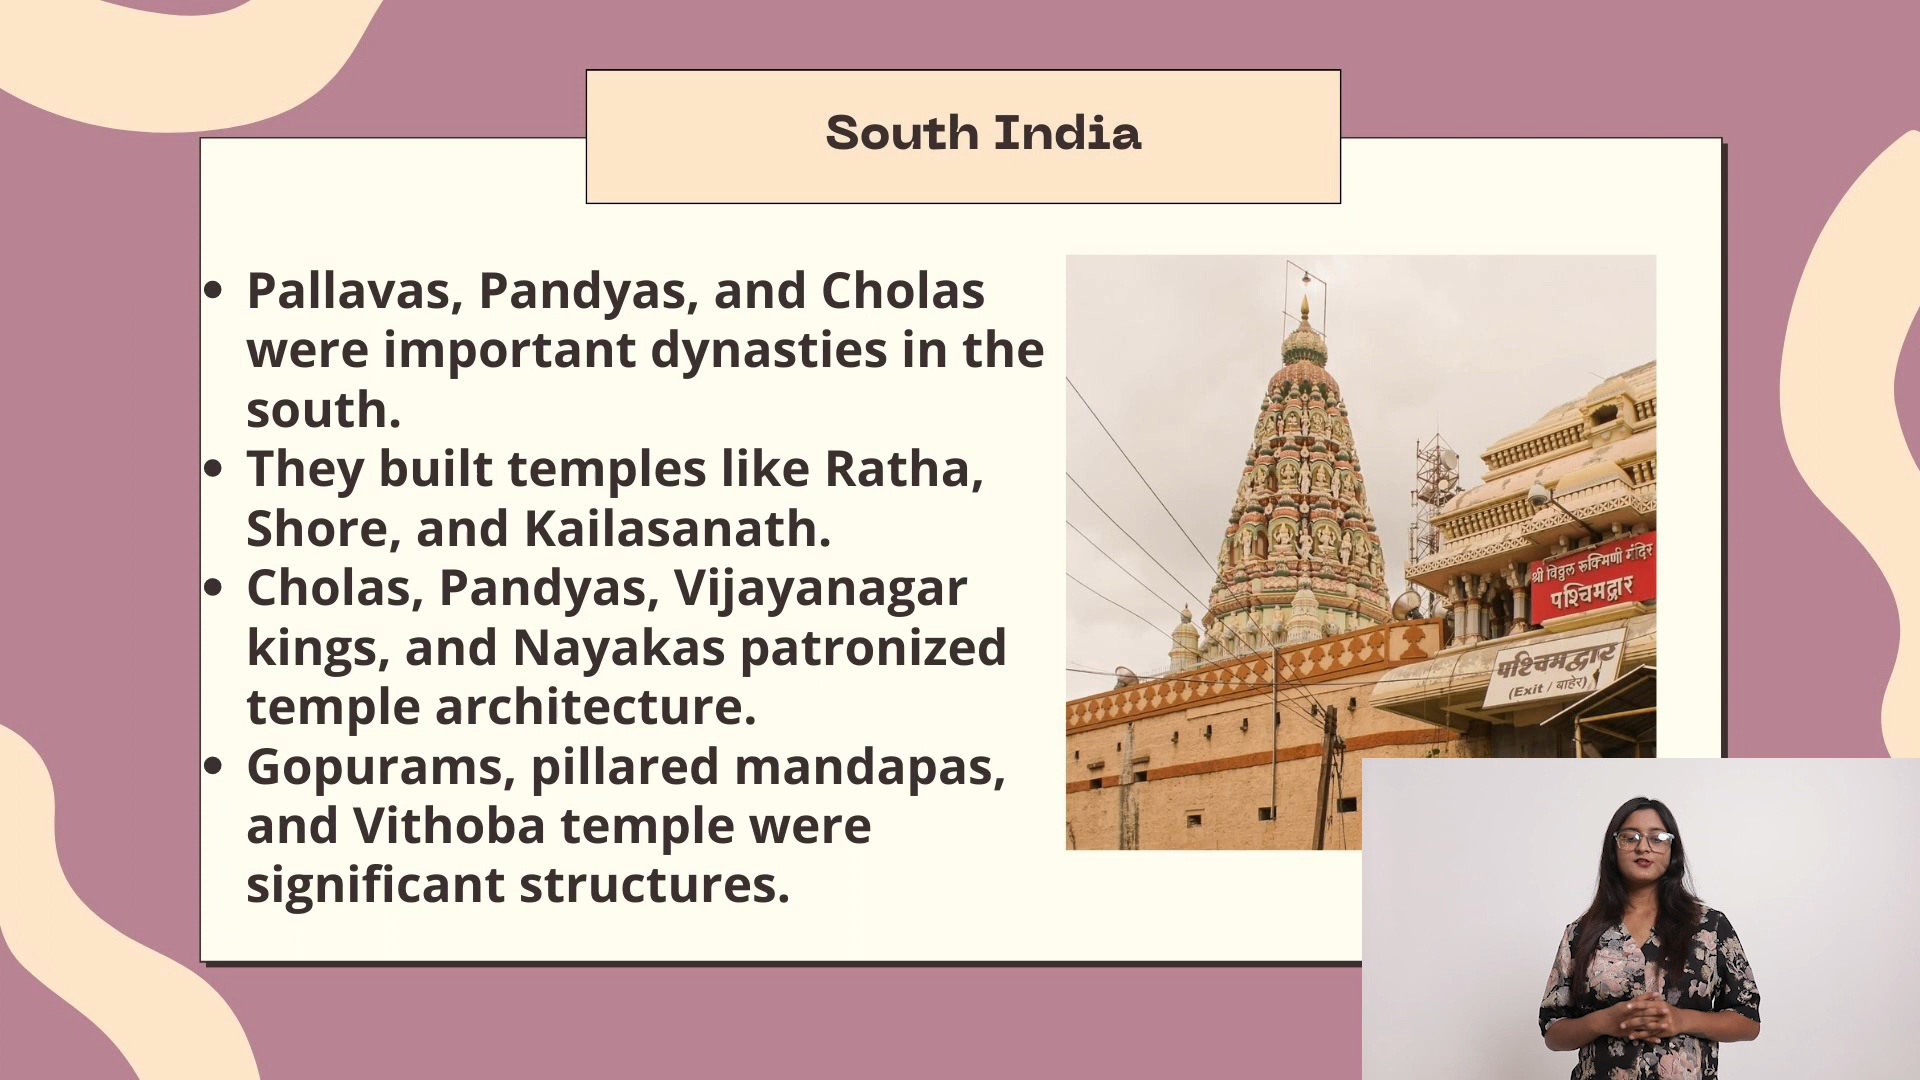 South India
• Pallavas, Pandyas, and Cholas
were important dynasties in the
south.
• They built temples like Ratha,
Shore, and Kailasanath.
• Cholas, Pandyas, Vijayanagar
kings, and Nayakas patronized
temple architecture.
• Gopurams, pillared mandapas,
and Vithoba temple were
significant structures.
श्री विठ्ठल रूक्मिणी मंदिर
पश्चिमद्वार
पश्चिमद्वार
(Exit / बाहेर)